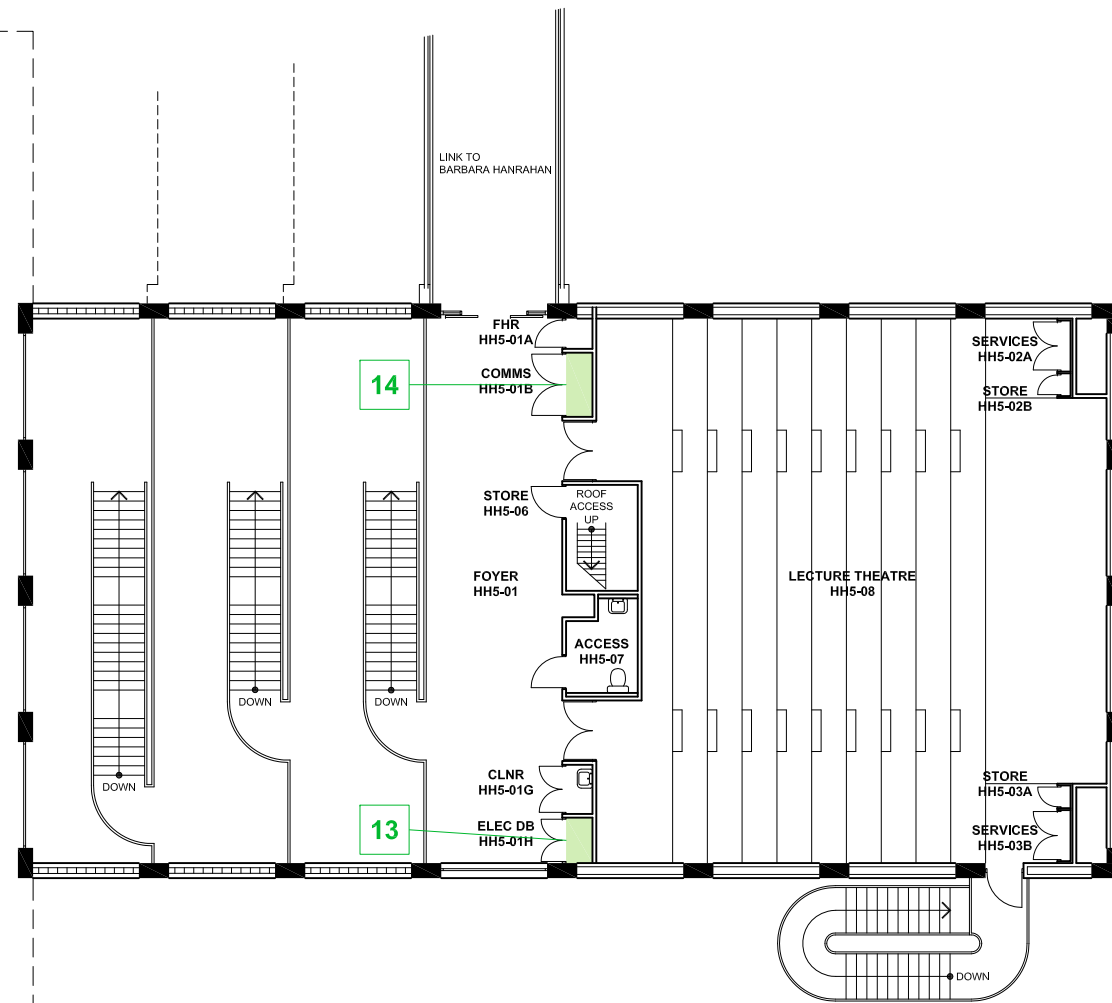 LINK TO
BARBARA HANRAHAN
FHR
HH5-01A
COMMS
HH5-01B
14
SERVICES
HH5-02A
STORE
HH5-02B
STORE
HH5-06
ROOF
ACCESS
UP
FOYER
HH5-01
LECTURE THEATRE
HH5-08
ACCESS
HH5-07
DOWN
DOWN
DOWN
CLNR
HH5-01G
STORE
HH5-03A
13
ELEC DB
HH5-01H
SERVICES
HH5-03B
DOWN